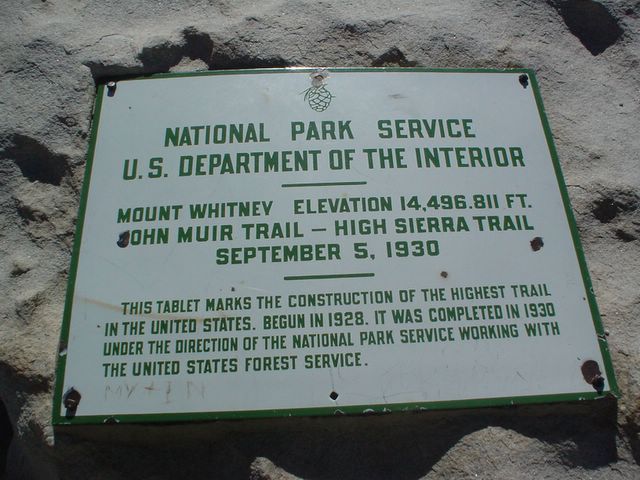 NATIONAL PARK SERVICE
U.S. DEPARTMENT OF THE INTERIOR
MOUNT WHITNEY ELEVATION 14,496.811 FT.
JOHN MUIR TRAIL – HIGH SIERRA TRAIL
SEPTEMBER 5, 1930
THIS TABLET MARKS THE CONSTRUCTION OF THE HIGHEST TRAIL
IN THE UNITED STATES. BEGUN IN 1928. IT WAS COMPLETED IN 1930
UNDER THE DIRECTION OF THE NATIONAL PARK SERVICE WORKING WITH
THE UNITED STATES FOREST SERVICE.